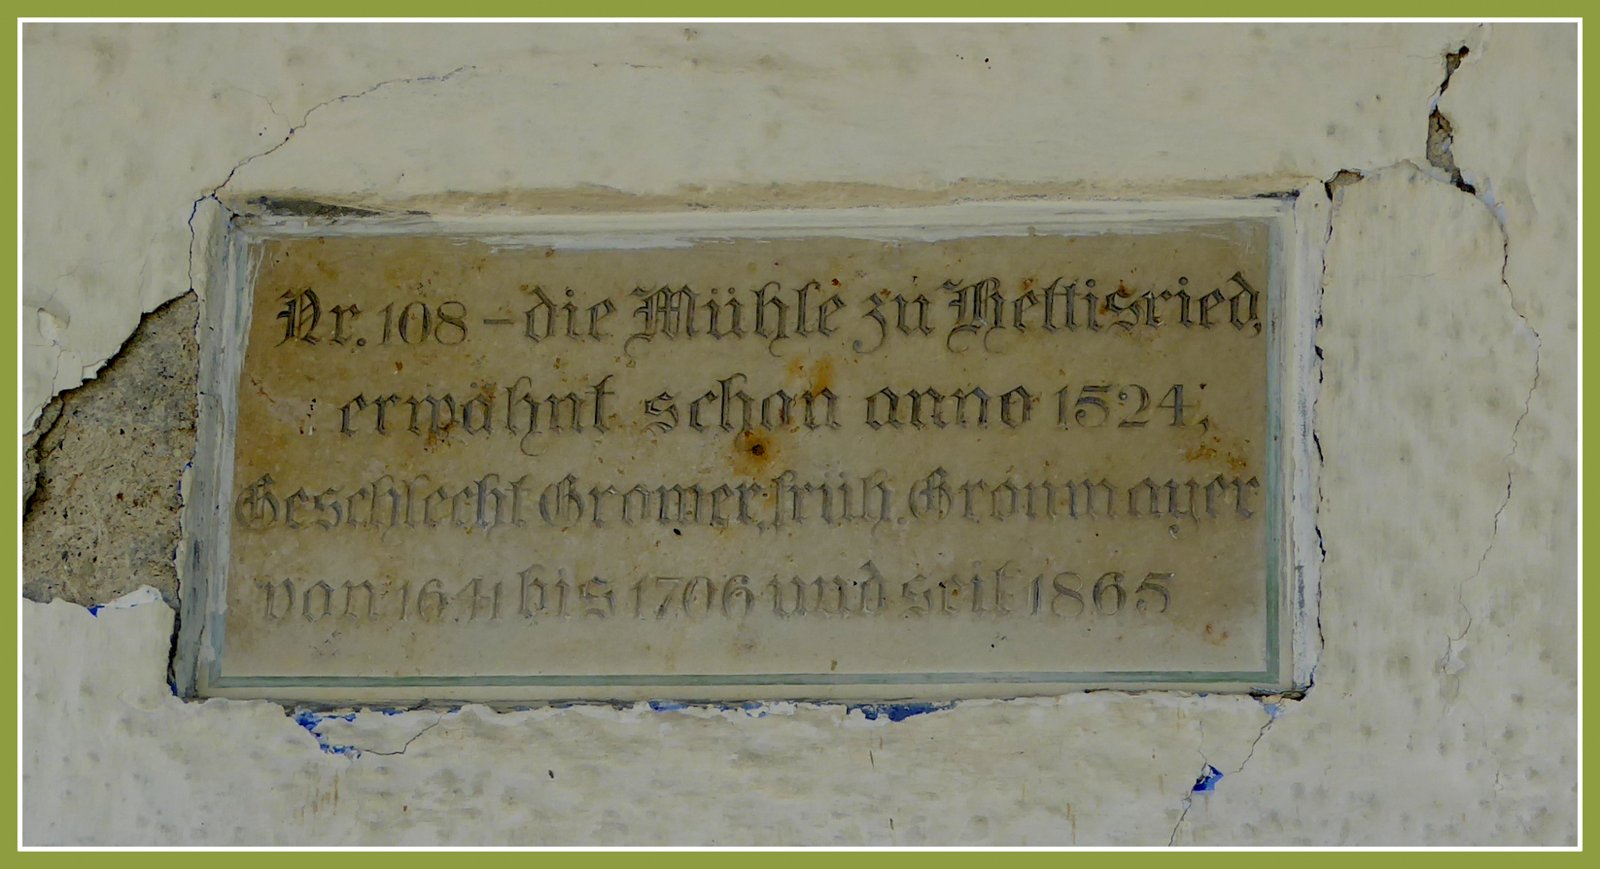 Nr. 108 – die Mühle zu Bettisried,
erwähnt schon anno 1524,
Geschlecht Gromer, früh. Gronmayer
von 1641 bis 1706 und seit 1865